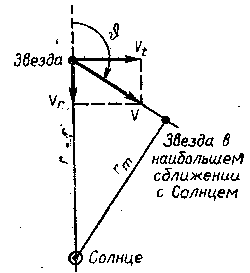 ϑ
Звезда
Vt
Vr
V
r
rm
Звезда в
наибольшем
сближении
с Солнцем
Солнце